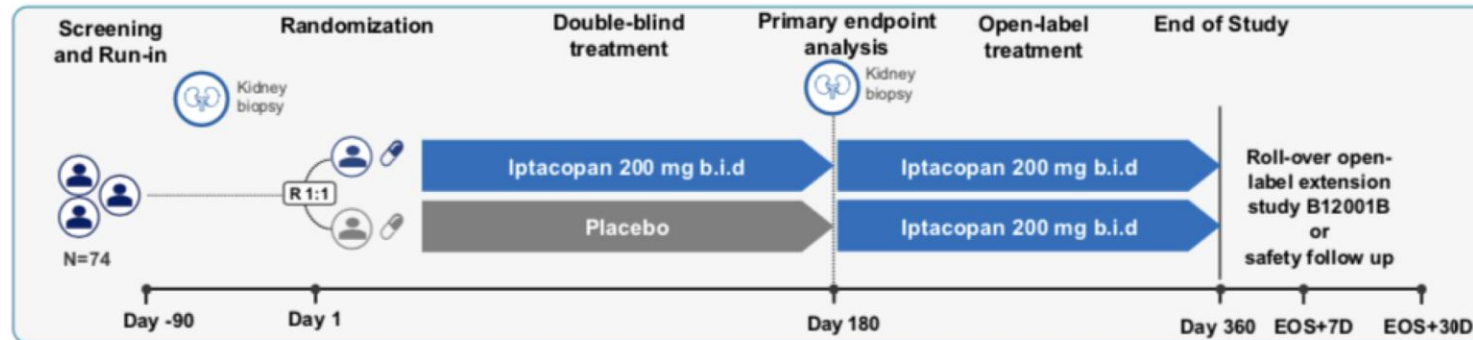 Screening
and Run-in
Randomization
Double-blind
treatment
Primary endpoint
analysis
Open-label
treatment
End of Study
Kidney
biopsy
Kidney
biopsy
Iptacopan 200 mg b.i.d
Iptacopan 200 mg b.i.d
R 1:1
Placebo
Iptacopan 200 mg b.i.d
Roll-over open-
label extension
study B12001B
or
safety follow up
N=74
Day -90
Day 1
Day 180
Day 360
EOS+7D
EOS+30D